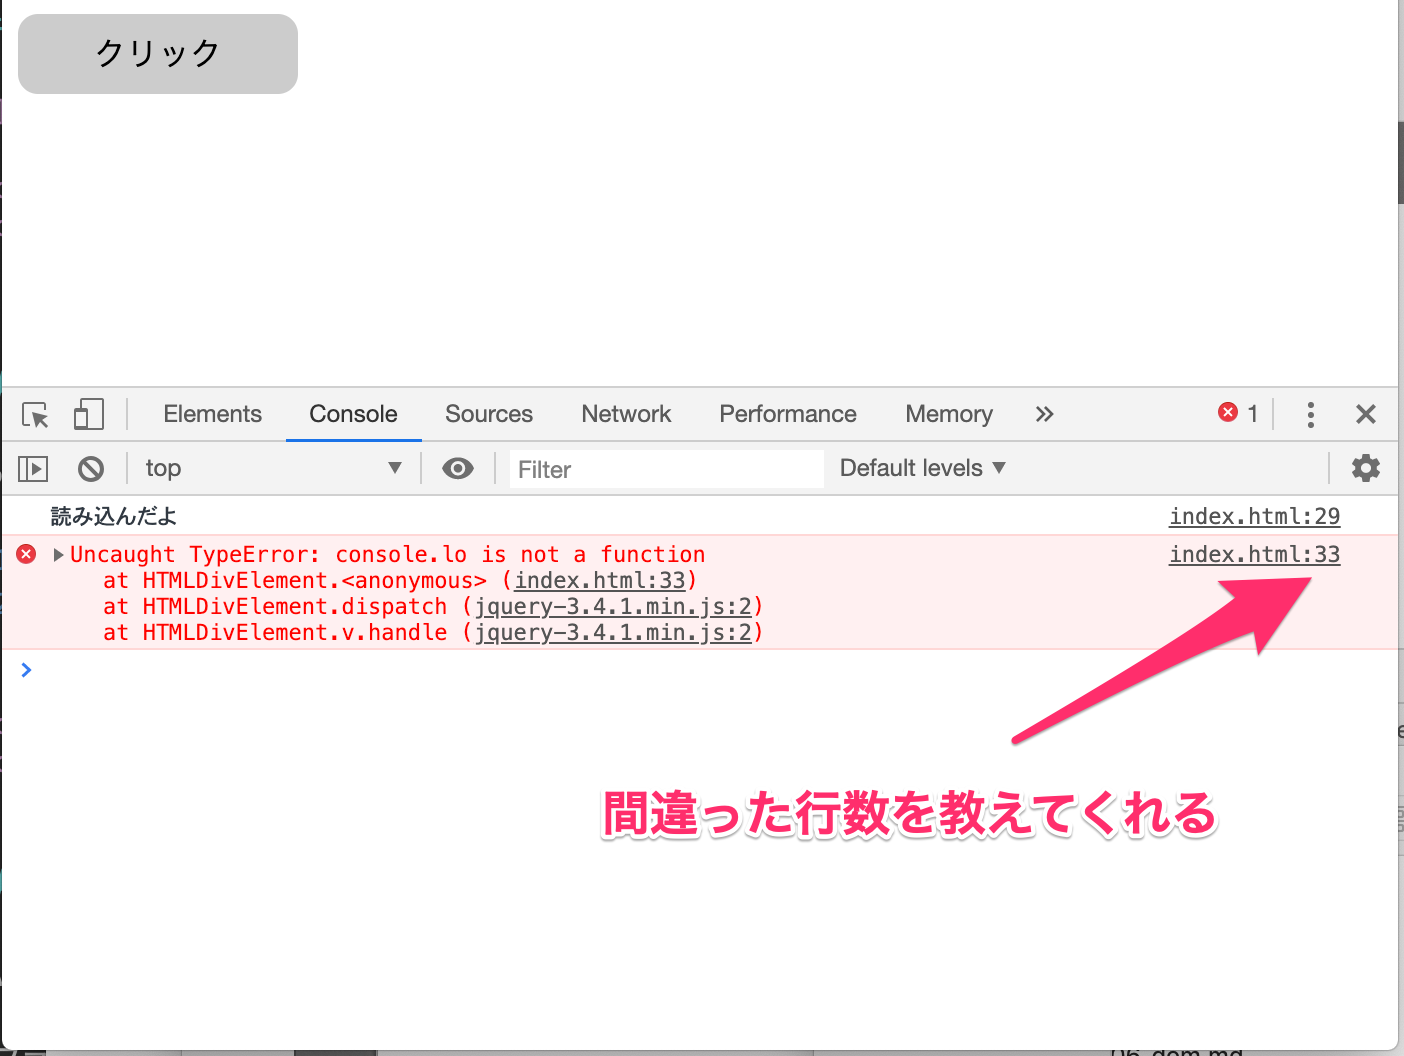 クリック
Elements Console Sources Network Performance Memory » 1
top Filter Default levels
読み込んだよ index.html:29
Uncaught TypeError: console.lo is not a function index.html:33
at HTMLDivElement.<anonymous> (index.html:33)
at HTMLDivElement.dispatch (jquery-3.4.1.min.js:2)
at HTMLDivElement.v.handle (jquery-3.4.1.min.js:2)
間違った行数を教えてくれる